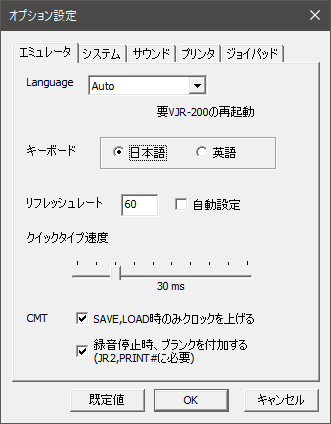 オプション設定
エミュレータ システム サウンド プリンタ ジョイパッド
Language Auto
要VJR-200の再起動
キーボード 日本語 英語
リフレッシュレート 60 自動設定
クイックタイプ速度
30 ms
CMT SAVE,LOAD時のみクロックを上げる
録音停止時、ブランクを付加する
(JR2,PRINT#に必要)
既定値 OK キャンセル